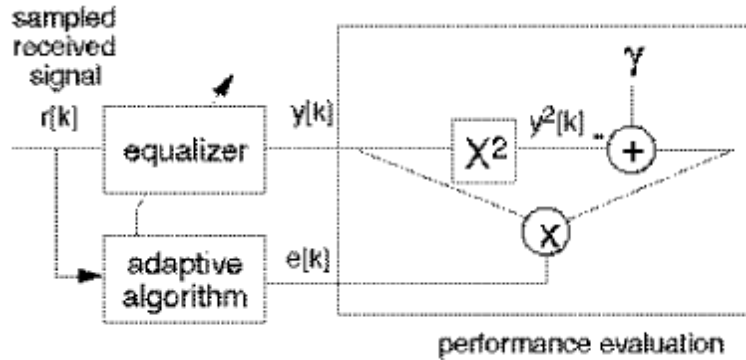 sampled
received
signal
r[k]
equalizer
y[k]
X²
y²[k]
-
γ
+
X
adaptive
algorithm
e[k]
performance evaluation